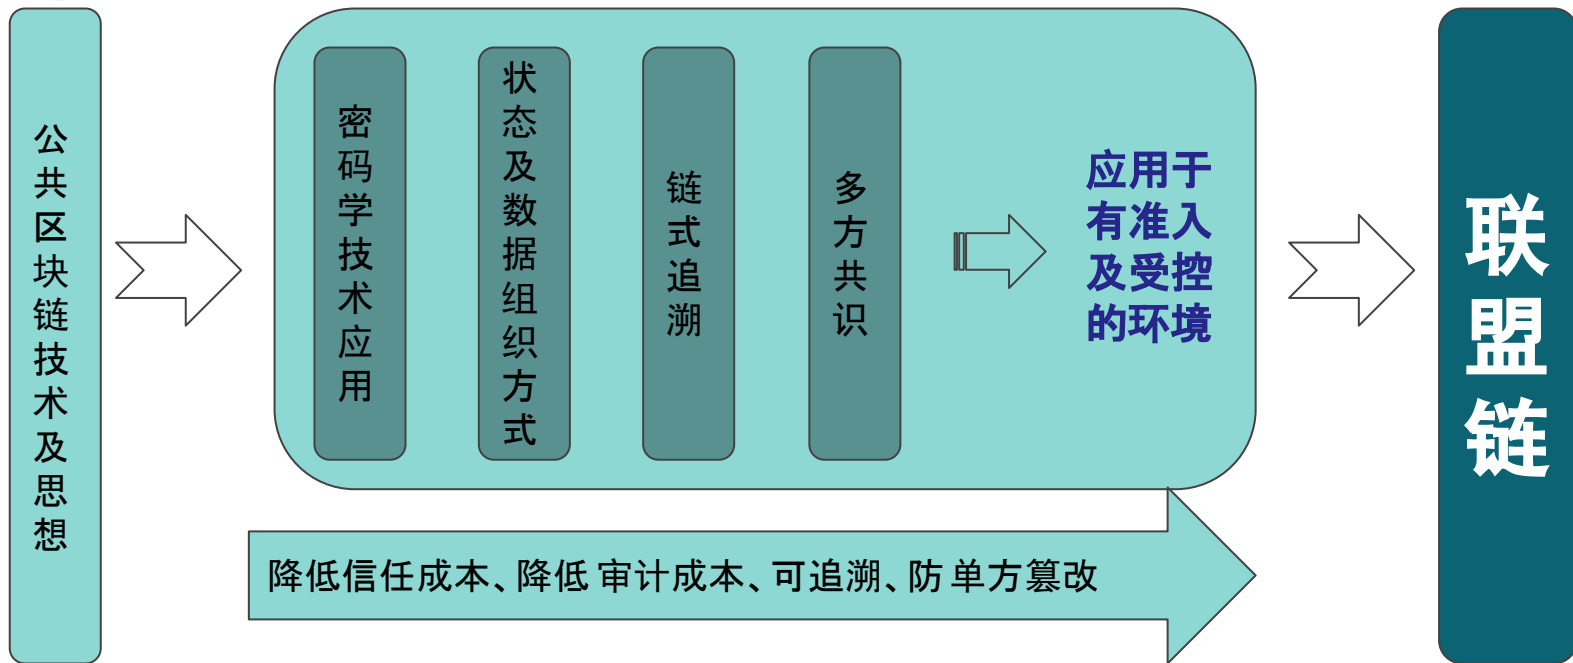 公共区块链技术及思想
密码学技术应用
状态及数据组织方式
链式追溯
多方共识
应用于
有准入
及受控
的环境
联盟链
降低信任成本、降低审计成本、可追溯、防单方篡改